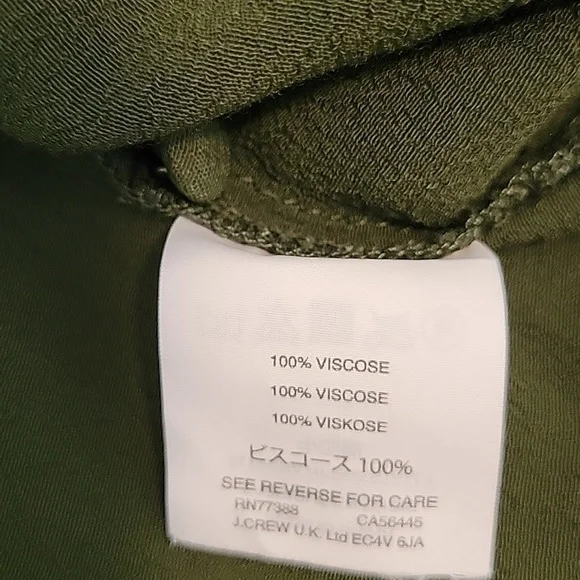 100% VISCOSE
100% VISCOSE
100% VISKOSE
ビスコース 100%
SEE REVERSE FOR CARE
RN77388 CA56445
J.CREW U.K. Ltd EC4V 6JA